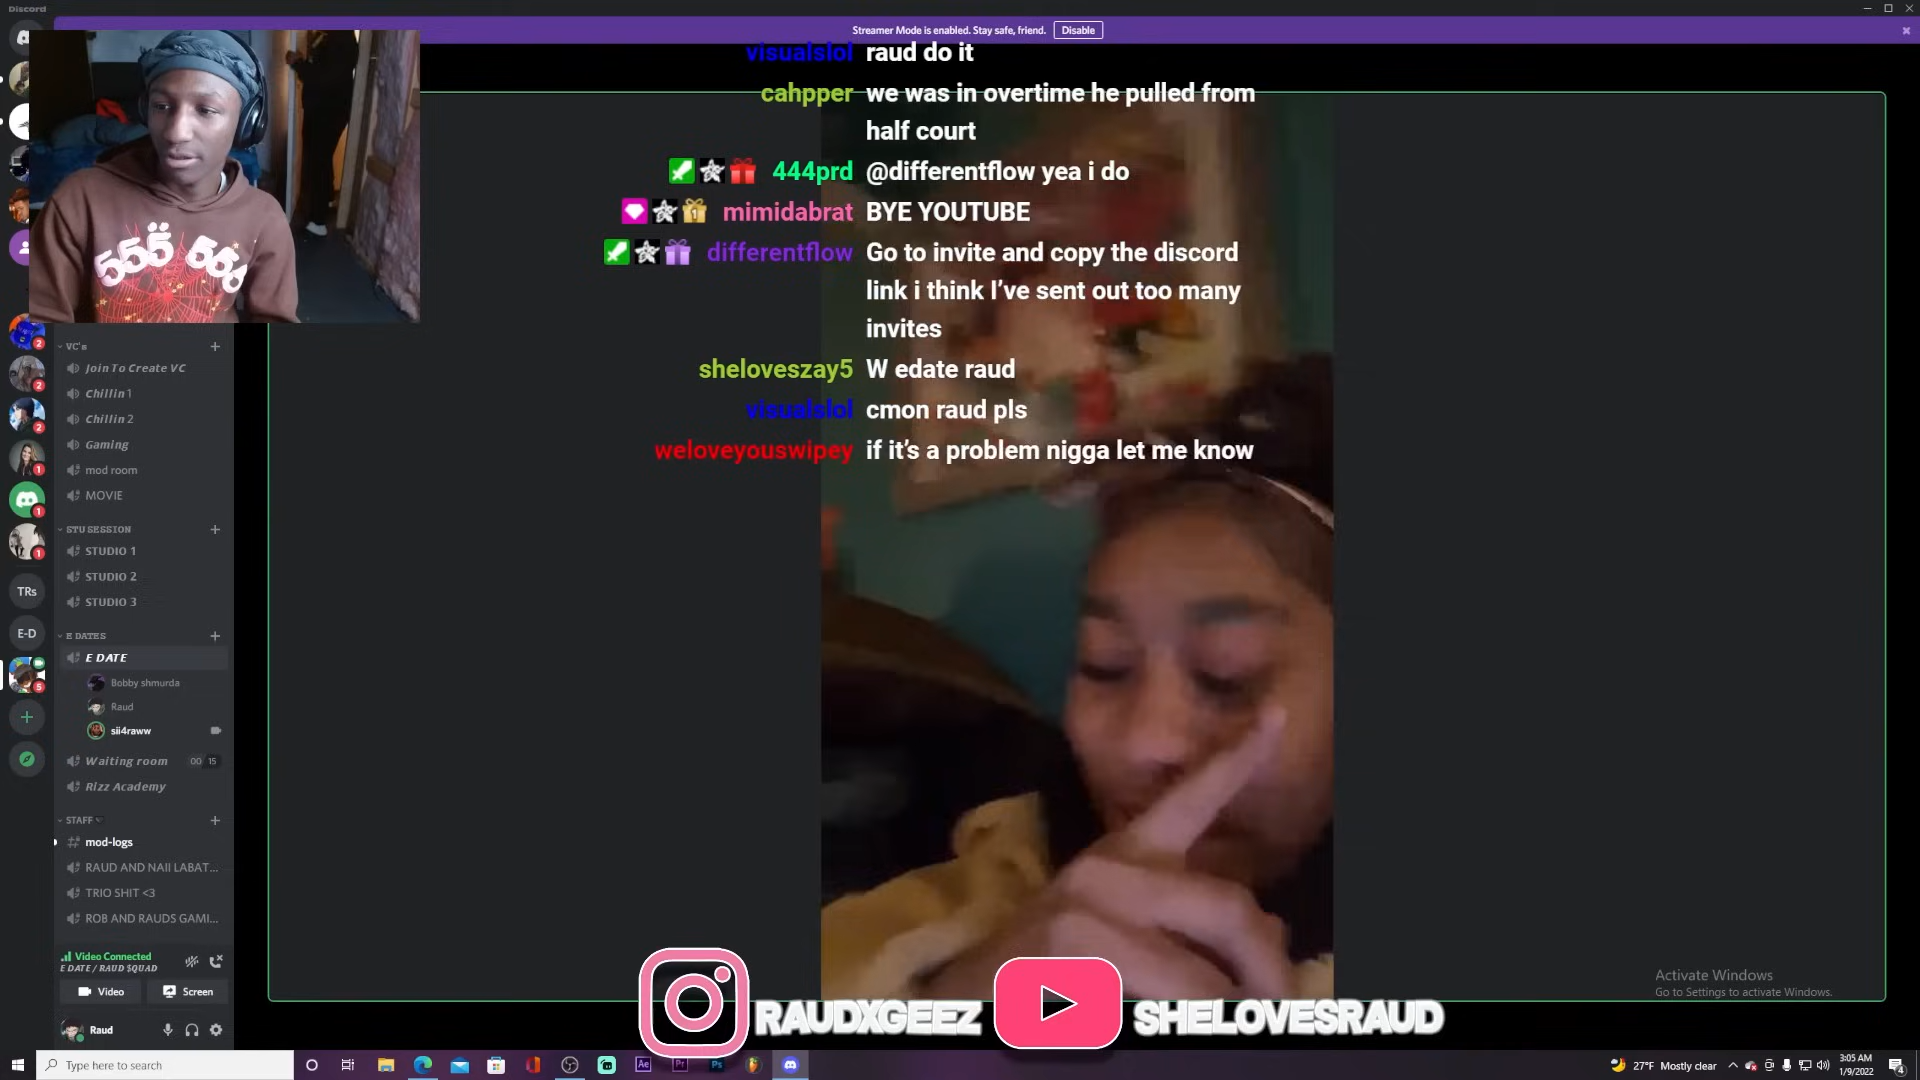 Discord
Streamer Mode is enabled. Stay safe, friend. Disable
visualslol raud do it
cahpper we was in overtime he pulled from
half court
444prd @differentflow yea i do
mimidabrat BYE YOUTUBE
differentflow Go to invite and copy the discord
link i think I've sent out too many
invites
sheloveszay5 W edate raud
visualslol cmon raud pls
weloveyouswipey if it's a problem nigga let me know
VC's
Join To Create VC
Chillin 1
Chillin 2
Gaming
mod room
MOVIE
STU SESSION
STUDIO 1
STUDIO 2
STUDIO 3
TRs
E DATES
E-D
E DATE
Bobby shmurda
Raud
sii4raww
Waiting room 00 15
Rizz Academy
STAFF
mod-logs
RAUD AND NAII LABAT...
TRIO SHIT <3
ROB AND RAUDS GAMI...
Video Connected
E DATE / RAUD $QUAD
Video Screen
Raud
RAUDXGEEZ SHELOVESRAUD
Activate Windows
Go to Settings to activate Windows.
Type here to search
27°F Mostly clear
3:05 AM
1/9/2022